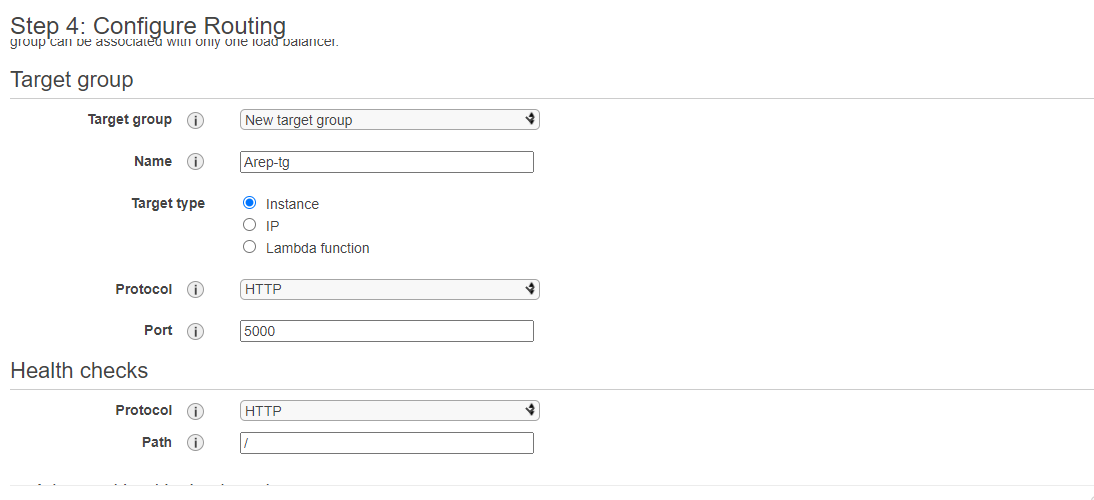 Step 4: Configure Routing
group can be associated with only one load balancer.
Target group
Target group i New target group
Name i Arep-tg
Target type Instance
IP
Lambda function
Protocol i HTTP
Port i 5000
Health checks
Protocol i HTTP
Path i /